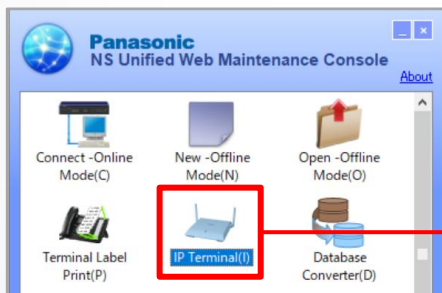 Panasonic
NS Unified Web Maintenance Console
About
Connect -Online
Mode(C)
New -Offline
Mode(N)
Open -Offline
Mode(O)
Terminal Label
Print(P)
IP Terminal(I)
Database
Converter(D)